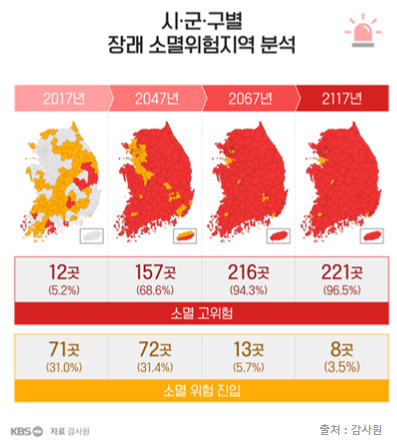 시·군·구별
장래 소멸위험지역 분석
2017년 2047년 2067년 2117년
12곳 157곳 216곳 221곳
(5.2%) (68.6%) (94.3%) (96.5%)
소멸 고위험
71곳 72곳 13곳 8곳
(31.0%) (31.4%) (5.7%) (3.5%)
소멸 위험 진입
KBS 자료 감사원 출처 : 감사원